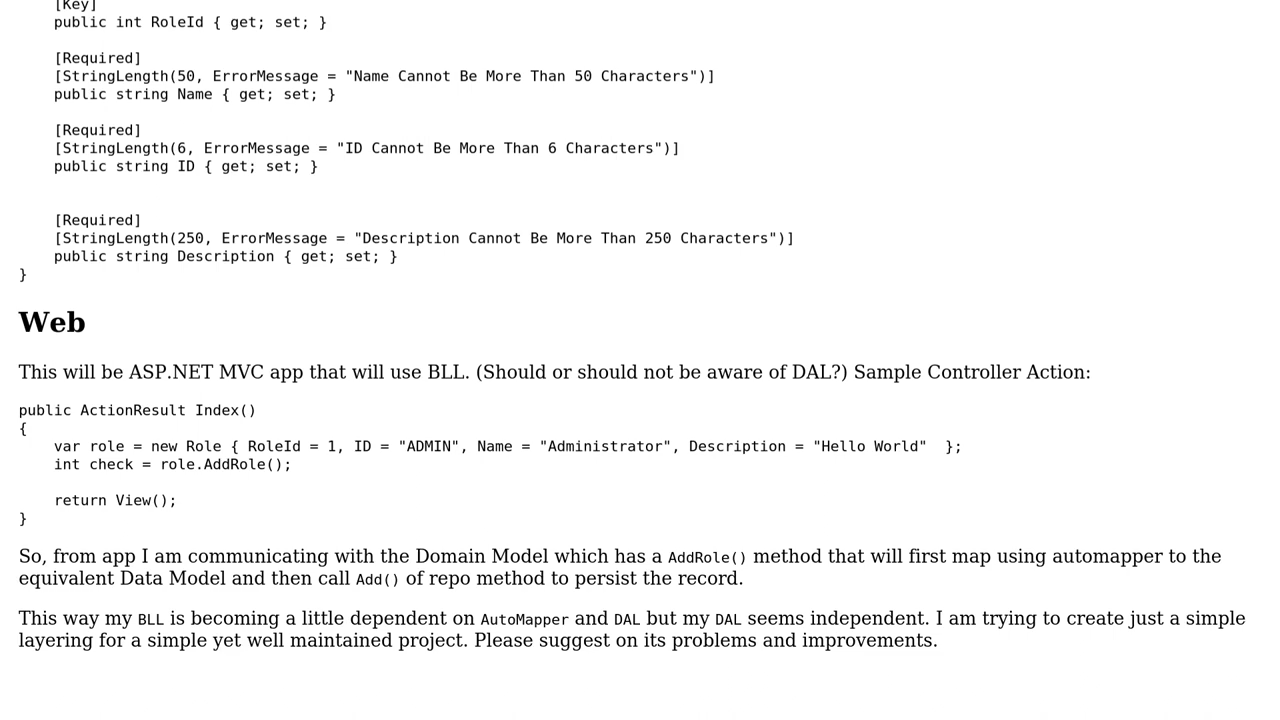 [Key]
public int RoleId { get; set; }
[Required]
[StringLength(50, ErrorMessage = "Name Cannot Be More Than 50 Characters")]
public string Name { get; set; }
[Required]
[StringLength(6, ErrorMessage = "ID Cannot Be More Than 6 Characters")]
public string ID { get; set; }
[Required]
[StringLength(250, ErrorMessage = "Description Cannot Be More Than 250 Characters")]
public string Description { get; set; }
}
Web
This will be ASP.NET MVC app that will use BLL. (Should or should not be aware of DAL?) Sample Controller Action:
public ActionResult Index()
{
var role = new Role { RoleId = 1, ID = "ADMIN", Name = "Administrator", Description = "Hello World"  };
int check = role.AddRole();
return View();
}
So, from app I am communicating with the Domain Model which has a AddRole() method that will first map using automapper to the
equivalent Data Model and then call Add() of repo method to persist the record.
This way my BLL is becoming a little dependent on AutoMapper and DAL but my DAL seems independent. I am trying to create just a simple
layering for a simple yet well maintained project. Please suggest on its problems and improvements.